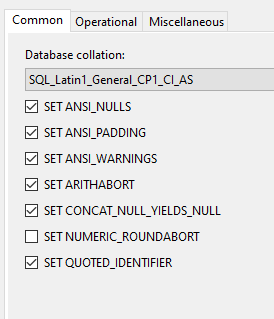 Common Operational Miscellaneous
Database collation:
SQL_Latin1_General_CP1_CI_AS
SET ANSI_NULLS
SET ANSI_PADDING
SET ANSI_WARNINGS
SET ARITHABORT
SET CONCAT_NULL_YIELDS_NULL
SET NUMERIC_ROUNDABORT
SET QUOTED_IDENTIFIER